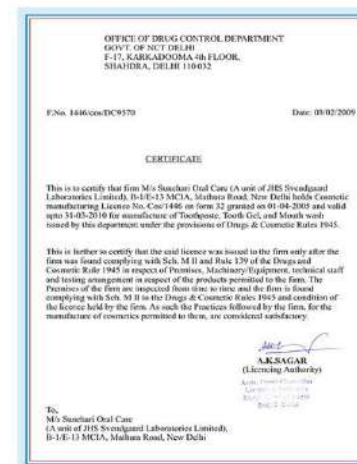 OFFICE OF DRUG CONTROL DEPARTMENT
GOVT. OF NCT DELHI
F-17, KARKADOOMA 4th FLOOR,
SHAHDRA, DELHI 110 032
F.No. 1446/cos/DC9570 Date: 03/02/2009
CERTIFICATE
This is to certify that firm M/s Sunehari Oral Care (A unit of JHS Svendgaard
Laboratories Limited), B-1/E-13 MCIA, Mathura Road, New Delhi holds Cosmetic
manufacturing Licence No. Cos/1446 on form 32 granted on 01-04-2005 and valid
upto 31-03-2010 for manufacture of Toothpaste, Tooth Gel, and Mouth wash
issued by this department under the provisions of Drugs & Cosmetic Rules 1945.
This is further to certify that the said licence was issued to the firm only after the
firm was found complying with Sch. M II and Rule 139 of the Drugs and
Cosmetic Rule 1945 in respect of Premises, Machinery/Equipment, technical staff
and testing arrangement in respect of the products permitted to the firm. The
Premises of the firm are inspected from time to time and the firm is found
complying with Sch. M II to the Drugs & Cosmetic Rules 1945 and condition of
the licence held by the firm. As such the Practices followed by the firm, for the
manufacture of cosmetics permitted to them, are considered satisfactory.
A.K.SAGAR
(Licencing Authority)
To,
M/s Sunehari Oral Care
(A unit of JHS Svendgaard Laboratories Limited),
B-1/E-13 MCIA, Mathura Road, New Delhi